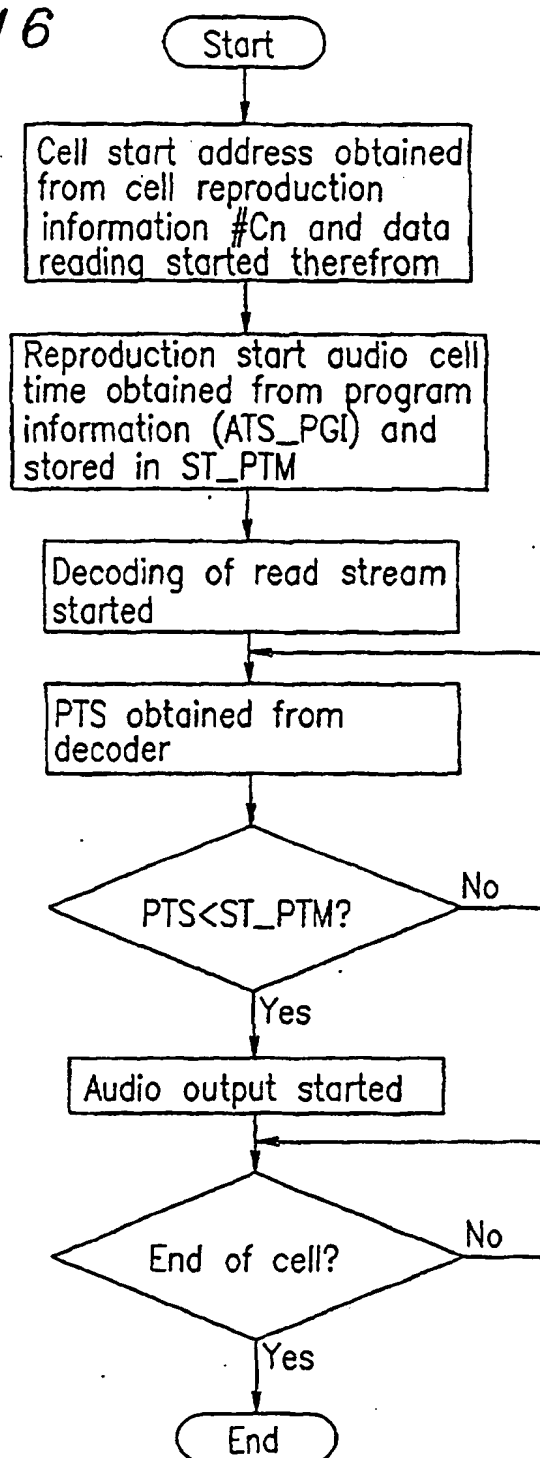 16
Start
Cell start address obtained
from cell reproduction
information #Cn and data
reading started therefrom
Reproduction start audio cell
time obtained from program
information (ATS_PGI) and
stored in ST_PTM
Decoding of read stream
started
PTS obtained from
decoder
PTS<ST_PTM?
No
Yes
Audio output started
End of cell?
No
Yes
End